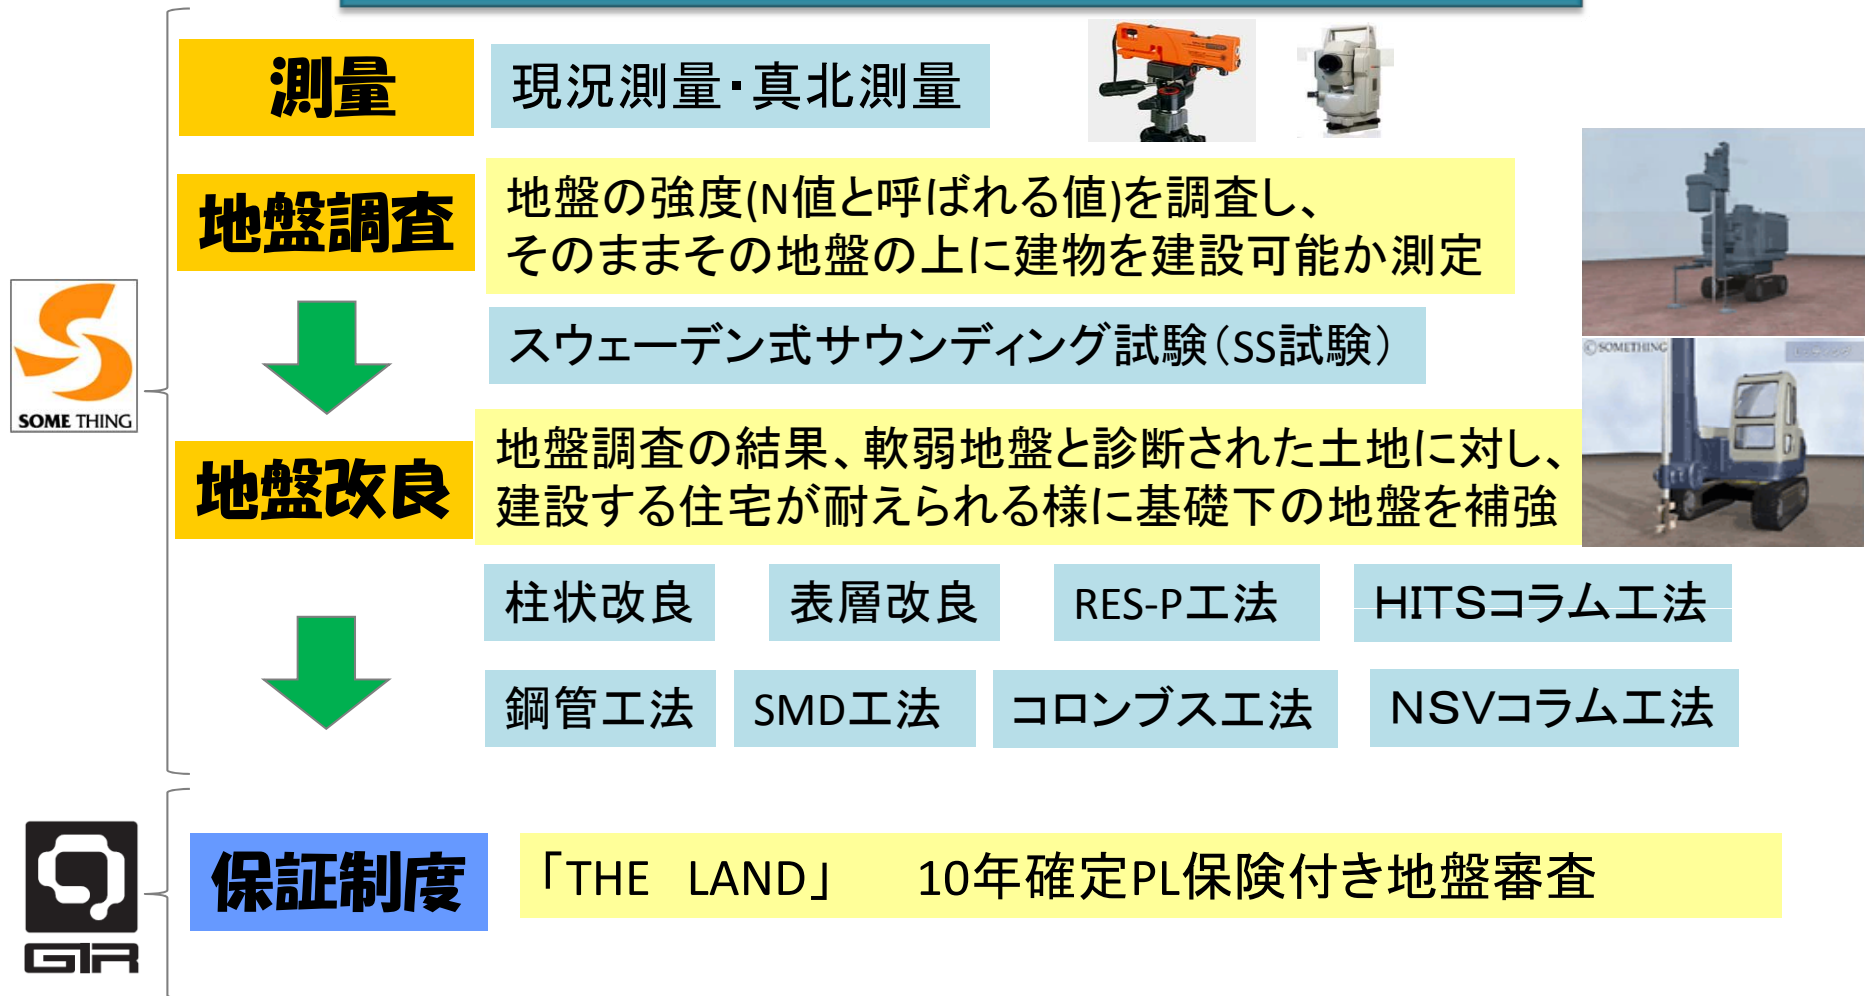 測量
現況測量・真北測量
地盤調査
地盤の強度(N値と呼ばれる値)を調査し、
そのままその地盤の上に建物を建設可能か測定
スウェーデン式サウンディング試験（SS試験）
©SOMETHING
SOME THING
地盤改良
地盤調査の結果、軟弱地盤と診断された土地に対し、
建設する住宅が耐えられる様に基礎下の地盤を補強
柱状改良
表層改良
RES-P工法
HITSコラム工法
鋼管工法
SMD工法
コロンブス工法
NSVコラム工法
保証制度
「THE LAND」 10年確定PL保険付き地盤審査
GIR